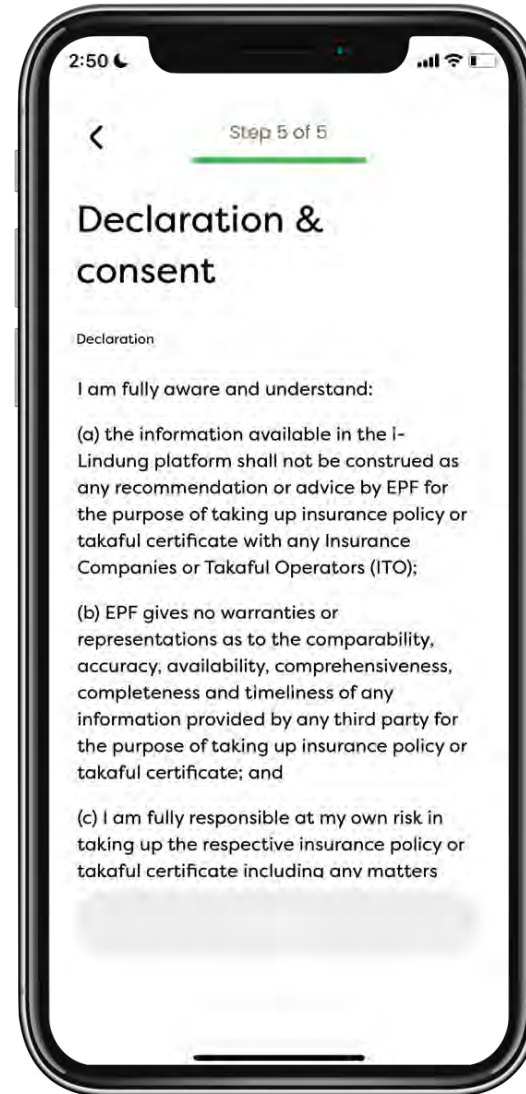 2:50
Step 5 of 5
Declaration &
consent
Declaration
I am fully aware and understand:
(a) the information available in the i-
Lindung platform shall not be construed as
any recommendation or advice by EPF for
the purpose of taking up insurance policy or
takaful certificate with any Insurance
Companies or Takaful Operators (ITO);
(b) EPF gives no warranties or
representations as to the comparability,
accuracy, availability, comprehensiveness,
completeness and timeliness of any
information provided by any third party for
the purpose of taking up insurance policy or
takaful certificate; and
(c) I am fully responsible at my own risk in
taking up the respective insurance policy or
takaful certificate including any matters